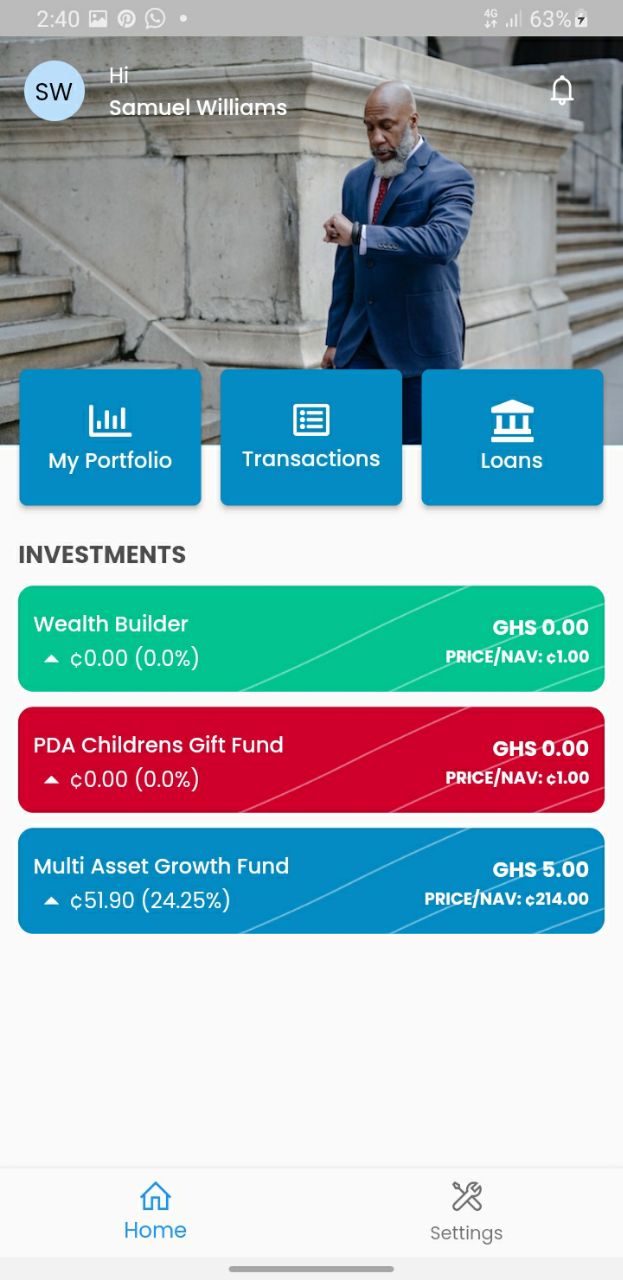 2:40
4G
63%
SW
Hi
Samuel Williams
My Portfolio
Transactions
Loans
INVESTMENTS
Wealth Builder
GHS 0.00
¢0.00 (0.0%)
PRICE/NAV: ¢1.00
PDA Childrens Gift Fund
GHS 0.00
¢0.00 (0.0%)
PRICE/NAV: ¢1.00
Multi Asset Growth Fund
GHS 5.00
¢51.90 (24.25%)
PRICE/NAV: ¢214.00
Home
Settings